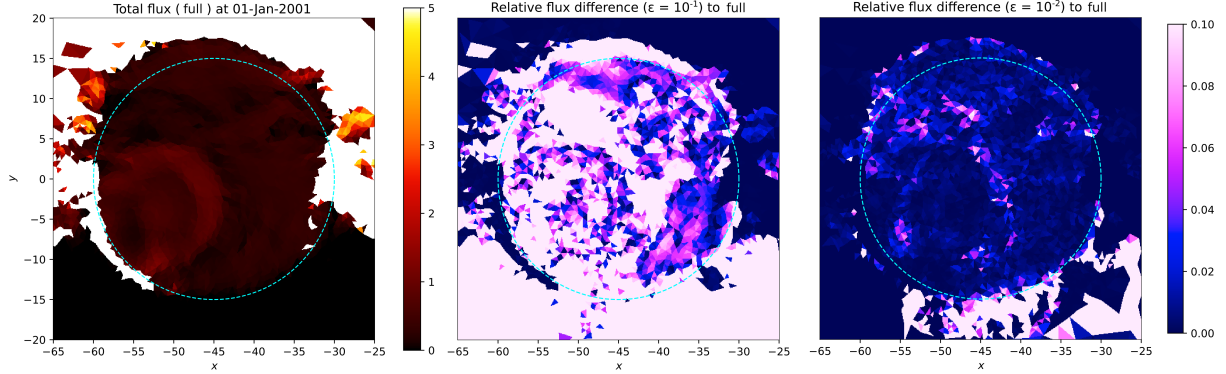 Total flux ( full ) at 01-Jan-2001
Relative flux difference (ε = 10⁻¹) to full
Relative flux difference (ε = 10⁻²) to full
20
15
10
5
0
−5
−10
−15
−20
y
−65 −60 −55 −50 −45 −40 −35 −30 −25
x
5
4
3
2
1
0
−65 −60 −55 −50 −45 −40 −35 −30 −25
x
−65 −60 −55 −50 −45 −40 −35 −30 −25
x
0.10
0.08
0.06
0.04
0.02
0.00